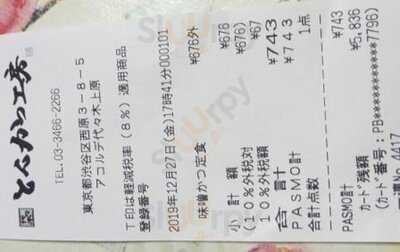 とんかつ工房
TEL:03-3466-2266
東京都渋谷区西原3-8-5
アコルデ代々木上原
T印は軽減税率(8%)適用商品
登録番号
2019年12月27日(金)17時41分000101
味噌かつ定食 ¥676外
小 計 ¥676
(10%外税対 ¥676)
10%外税額 ¥67
合 計 ¥743
PASMO計 ¥743
合計点数 1点
PASMO計 ¥743
カード残額 ¥5,836
(カード番号:PB*************7796)
4417